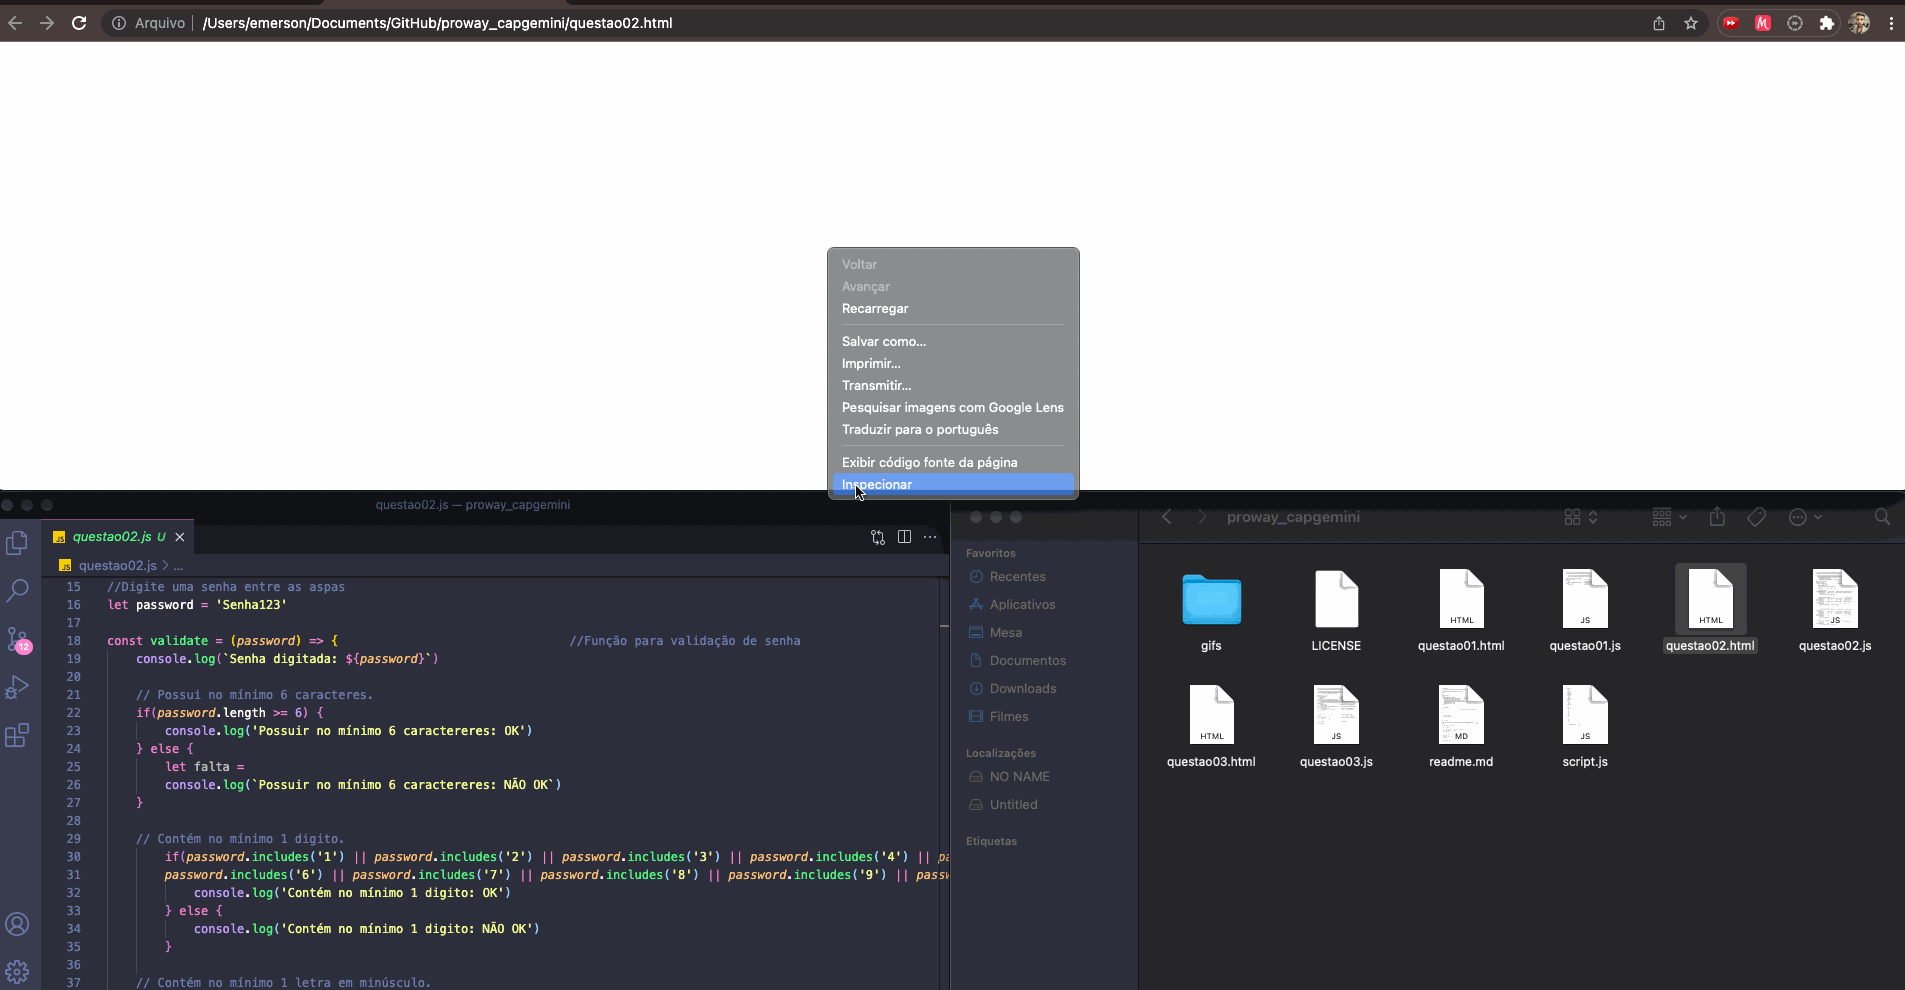 Arquivo | /Users/emerson/Documents/GitHub/proway_capgemini/questao02.html
Voltar
Avançar
Recarregar
Salvar como...
Imprimir...
Transmitir...
Pesquisar imagens com Google Lens
Traduzir para o português
Exibir código fonte da página
Inspecionar
questao02.js — proway_capgemini
JS questao02.js U ×
JS questao02.js > ...
15 //Digite uma senha entre as aspas
16 let password = 'Senha123'
17
18 const validate = (password) => { //Função para validação de senha
19 console.log(`Senha digitada: ${password}`)
20
21 // Possui no mínimo 6 caracteres.
22 if(password.length >= 6) {
23 console.log('Possuir no mínimo 6 caractereres: OK')
24 } else {
25 let falta =
26 console.log(`Possuir no mínimo 6 caractereres: NÃO OK`)
27 }
28
29 // Contém no mínimo 1 digito.
30 if(password.includes('1') || password.includes('2') || password.includes('3') || password.includes('4') || pa
31 password.includes('6') || password.includes('7') || password.includes('8') || password.includes('9') || passw
32 console.log('Contém no mínimo 1 digito: OK')
33 } else {
34 console.log('Contém no mínimo 1 digito: NÃO OK')
35 }
36
37 // Contém no mínimo 1 letra em minúsculo.
12
proway_capgemini
Favoritos
Recentes
Aplicativos
Mesa
Documentos
Downloads
Filmes
Localizações
NO NAME
Untitled
Etiquetas
HTML JS HTML JS
gifs LICENSE questao01.html questao01.js questao02.html questao02.js
HTML JS MD JS
questao03.html questao03.js readme.md script.js